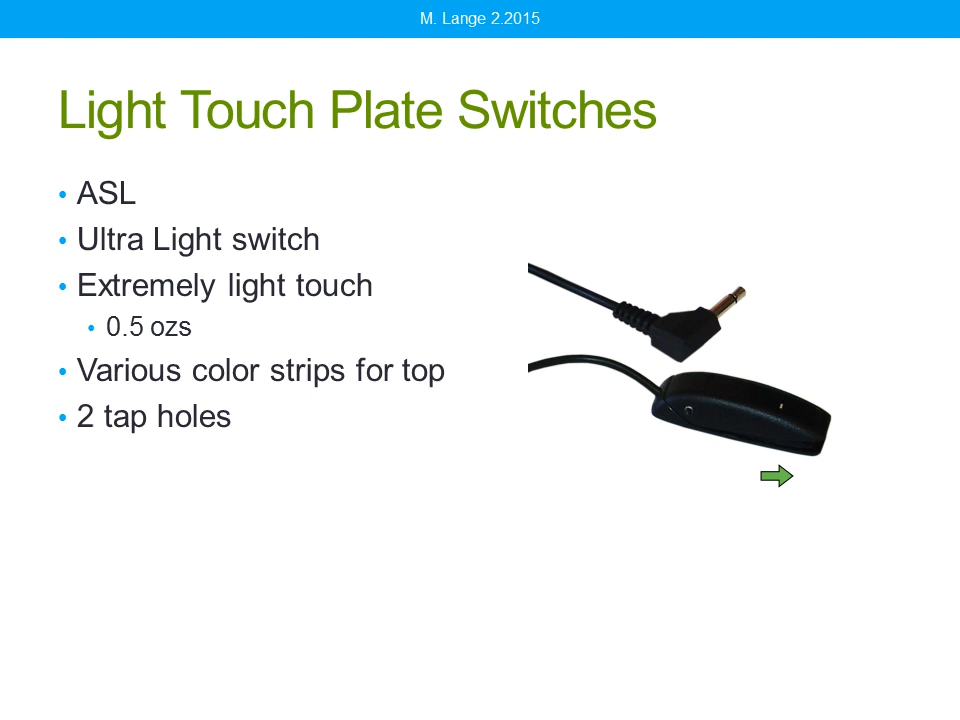 M. Lange 2.2015
Light Touch Plate Switches
• ASL
• Ultra Light switch
• Extremely light touch
• 0.5 ozs
• Various color strips for top
• 2 tap holes